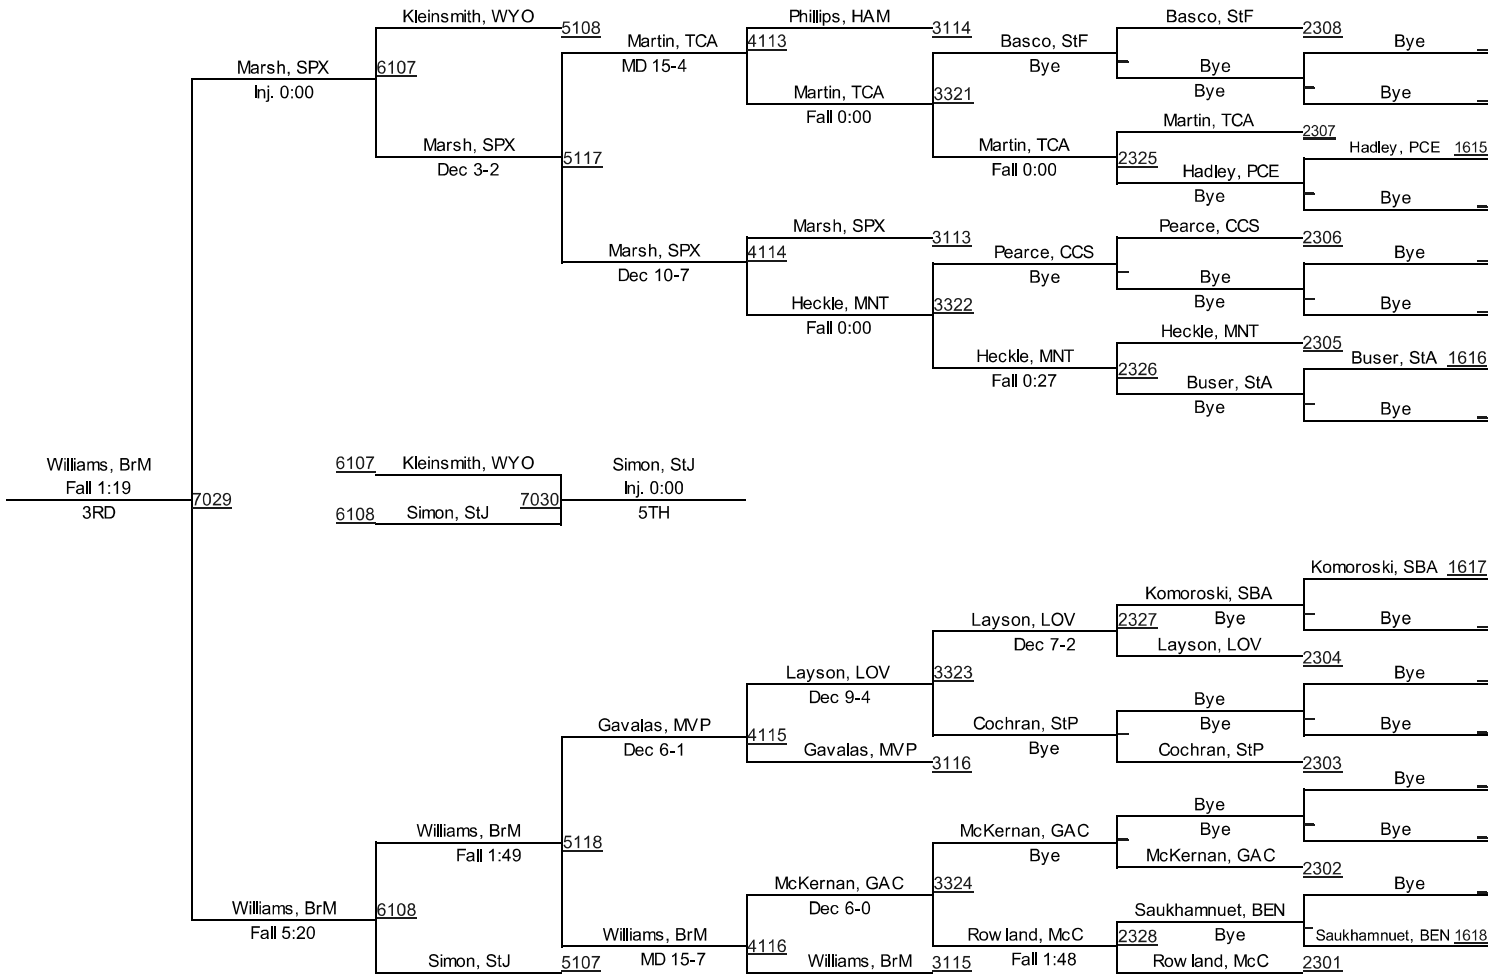 Kleinsmith, WYO 5108
Phillips, HAM 3114
Basco, StF 2308
Martin, TCA 4113
Basco, StF
Bye
Marsh, SPX 6107
MD 15-4
Bye
Bye
Inj. 0:00
Martin, TCA 3321
Bye
Bye
Fall 0:00
Martin, TCA 2307
Marsh, SPX 5117
Martin, TCA 2325
Hadley, PCE 1615
Dec 3-2
Fall 0:00
Hadley, PCE
Bye
Bye
Marsh, SPX 3113
Pearce, CCS 2306
Marsh, SPX 4114
Pearce, CCS
Bye
Dec 10-7
Bye
Bye
Heckle, MNT 3322
Bye
Bye
Fall 0:00
Heckle, MNT 2305
Heckle, MNT 2326
Buser, StA 1616
Fall 0:27
Buser, StA
Bye
Bye
Williams, BrM
6107 Kleinsmith, WYO
Simon, StJ
Fall 1:19
Inj. 0:00
7029
7030
3RD
6108 Simon, StJ
5TH
Komoroski, SBA 1617
Komoroski, SBA
Layson, LOV 2327
Bye
Bye
Dec 7-2
Layson, LOV 2304
Layson, LOV 3323
Bye
Dec 9-4
Bye
Gavalas, MVP 4115
Cochran, StP
Bye
Bye
Dec 6-1
Gavalas, MVP 3116
Bye
Cochran, StP 2303
Bye
Bye
Williams, BrM 5118
McKernan, GAC
Bye
Bye
Fall 1:49
Bye
McKernan, GAC 2302
McKernan, GAC 3324
Bye
Williams, BrM 6108
Dec 6-0
Saukhamnuet, BEN
Fall 5:20
Williams, BrM 4116
Rowland, McC 2328
Bye
Saukhamnuet, BEN 1618
Simon, StJ 5107
MD 15-7
Williams, BrM 3115
Fall 1:48
Rowland, McC 2301